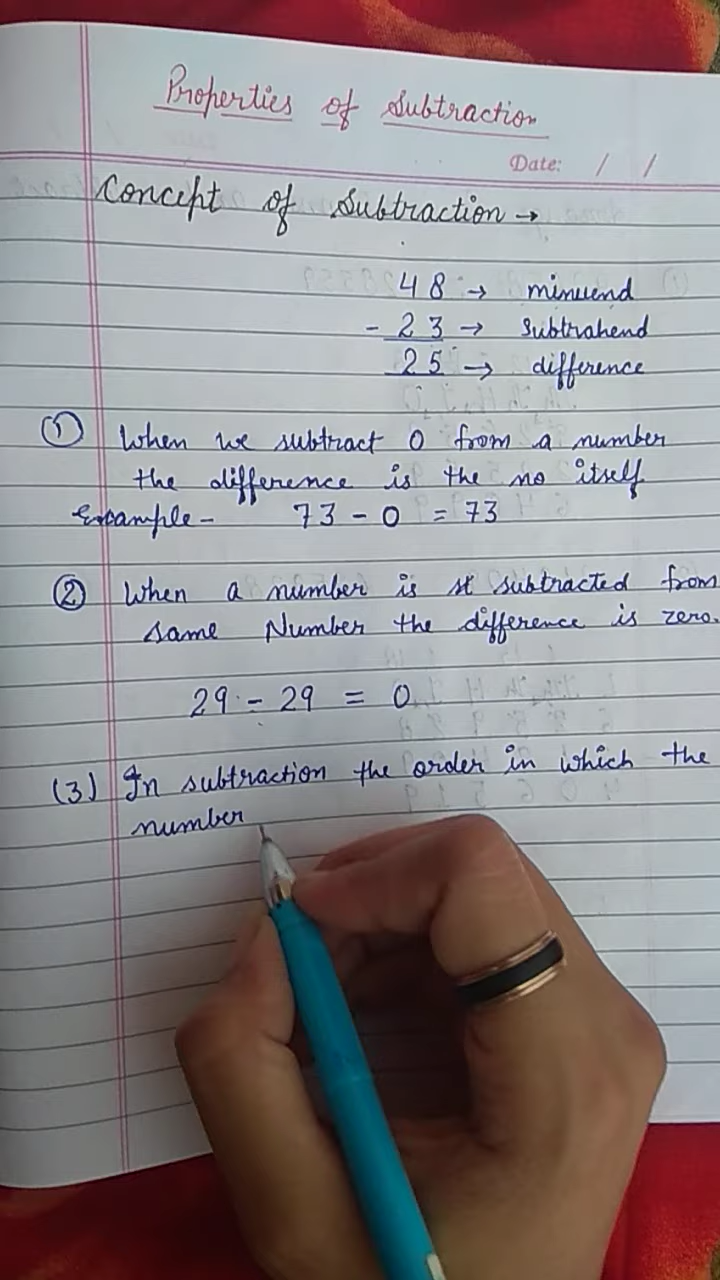 Properties of Subtraction
Date: / /
Concept of Subtraction →
48 → minuend
- 23 → Subtrahend
25 → difference
① When we subtract 0 from a number
the difference is the no itself
Example - 73 - 0 = 73
② When a number is st subtracted from
same Number the difference is zero.
29 - 29 = 0
(3) In subtraction the order in which the
number